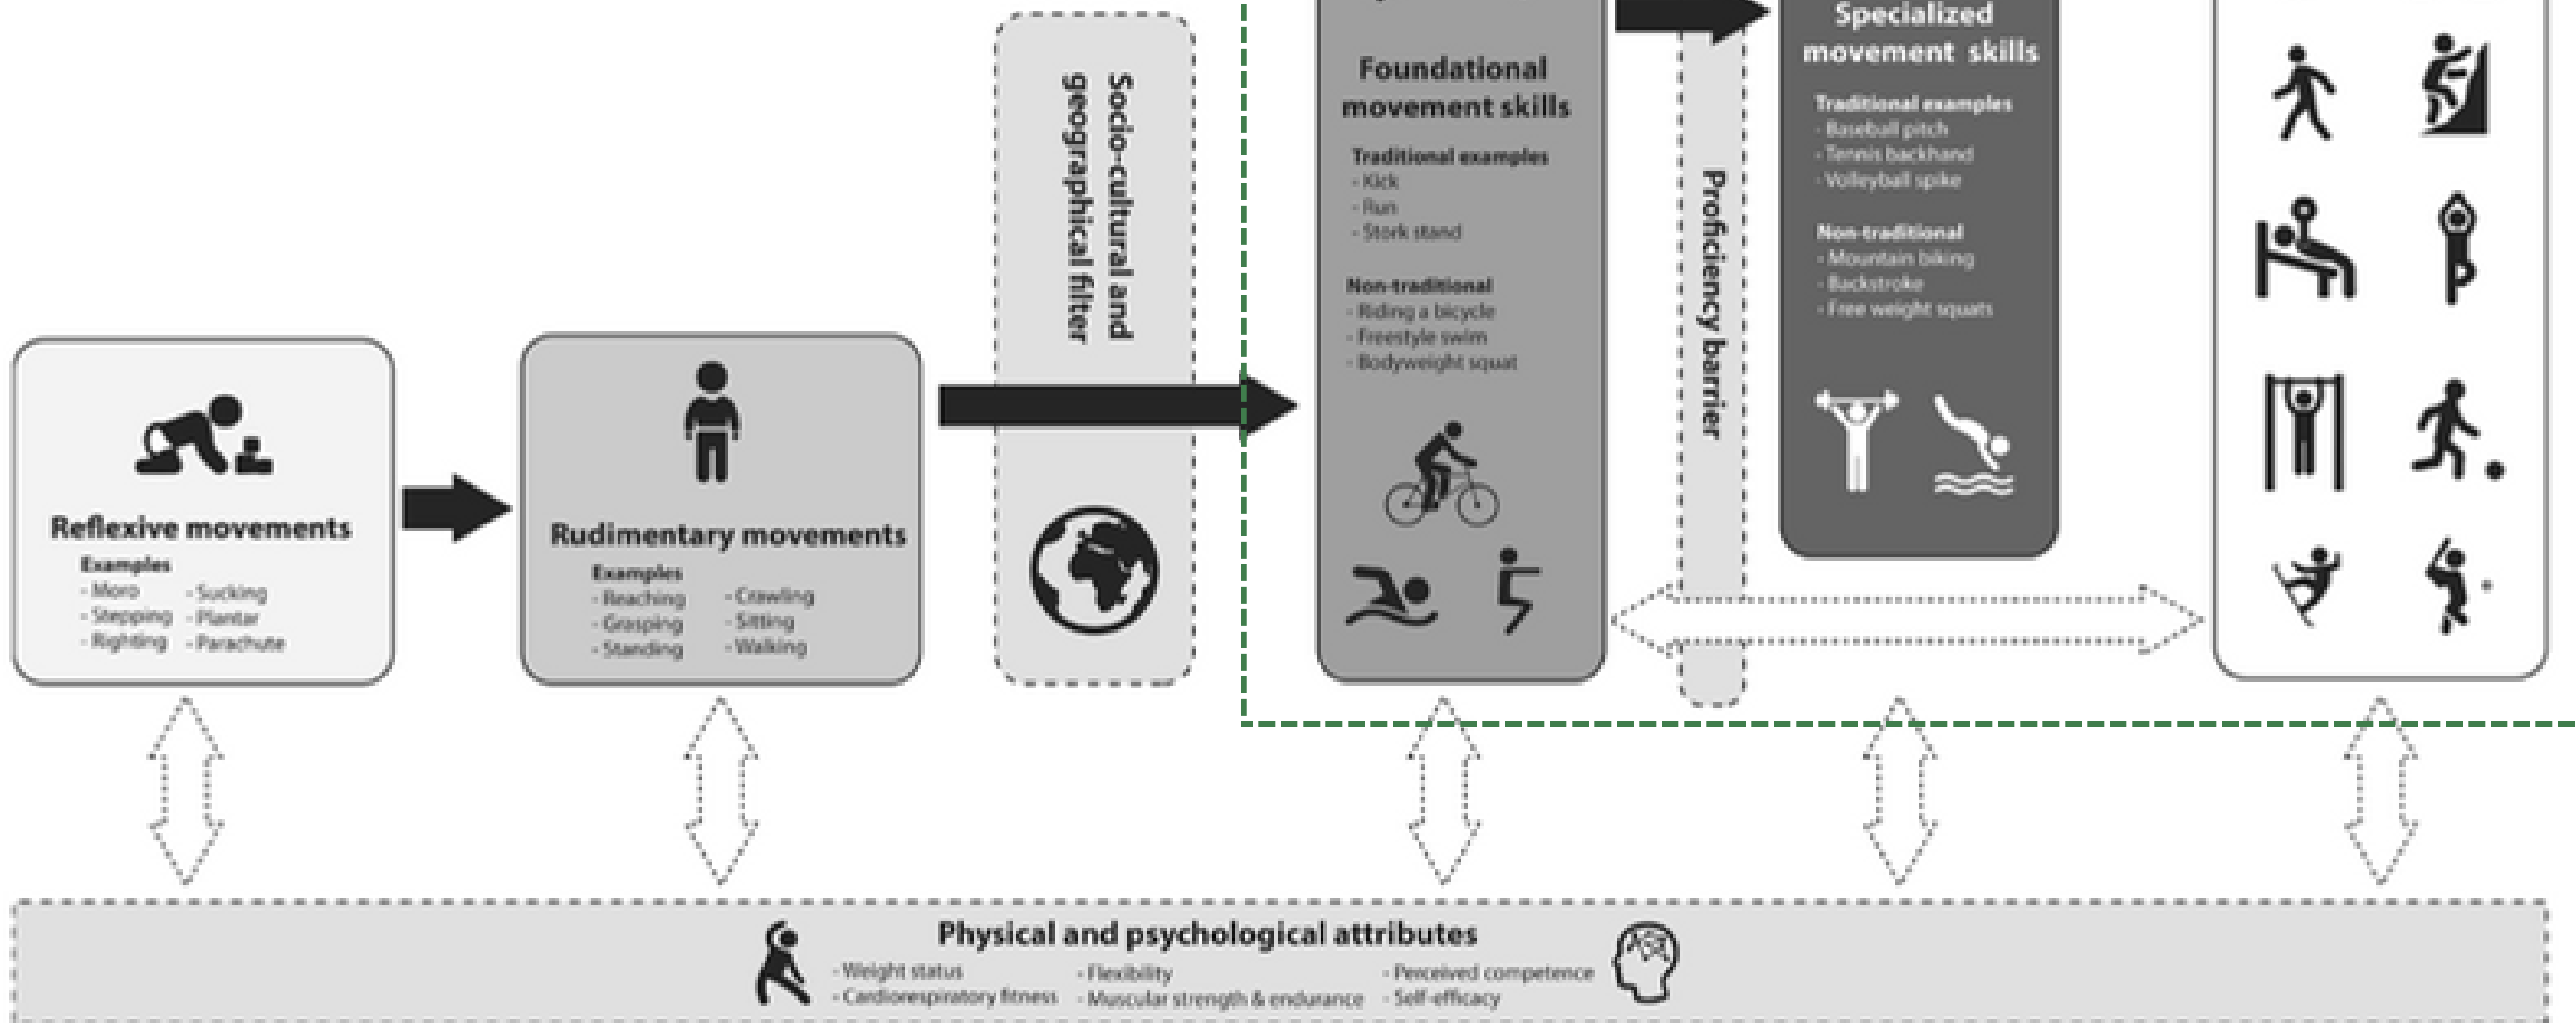 Reflexive movements
Examples
- Moro
- Stepping
- Righting
- Sucking
- Plantar
- Parachute
Rudimentary movements
Examples
- Reaching
- Grasping
- Standing
- Crawling
- Sitting
- Walking
Socio-cultural and
geographical filter
Foundational
movement skills
Traditional examples
- Kick
- Run
- Stork stand
Non-traditional
- Riding a bicycle
- Freestyle swim
- Bodyweight squat
Proficiency barrier
Specialized
movement skills
Traditional examples
- Baseball pitch
- Tennis backhand
- Volleyball spike
Non-traditional
- Mountain biking
- Backstroke
- Free weight squats
Physical and psychological attributes
- Weight status
- Cardiorespiratory fitness
- Flexibility
- Muscular strength & endurance
- Perceived competence
- Self-efficacy